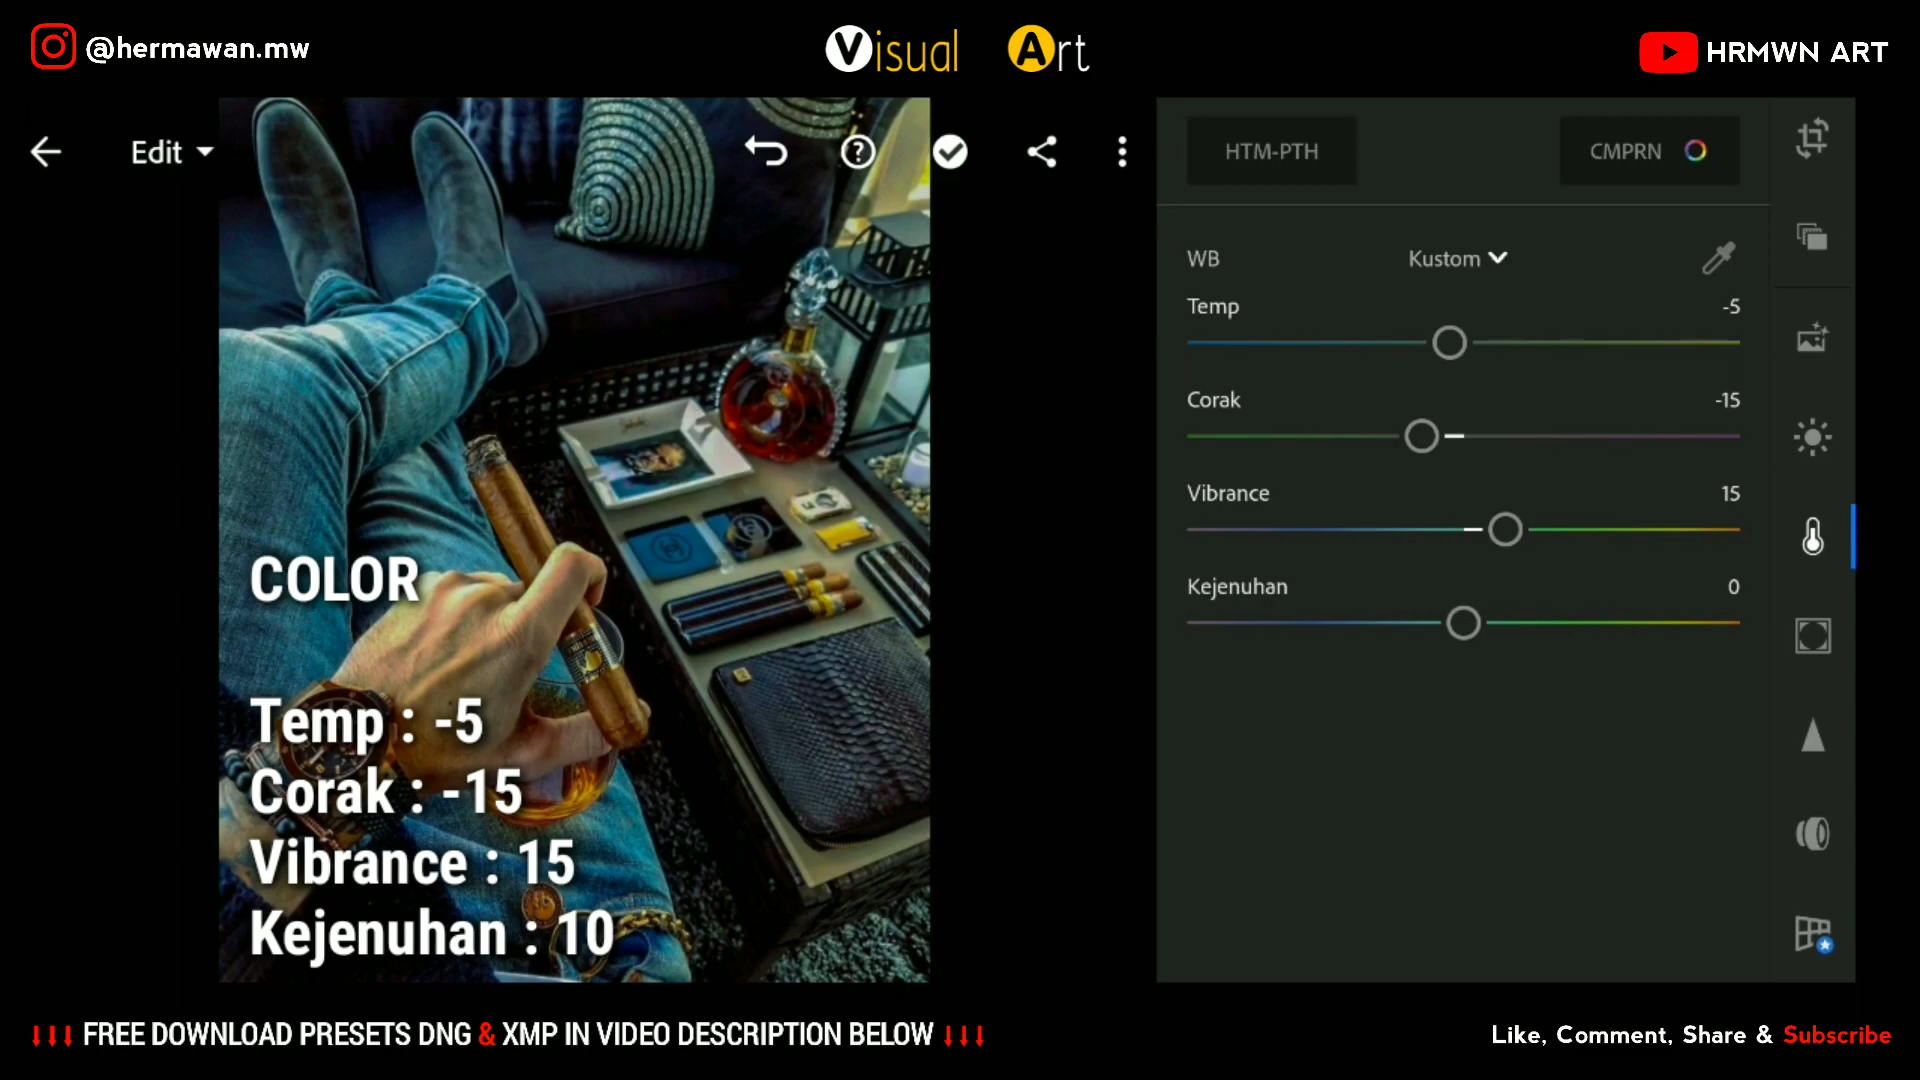 @hermawan.mw
Visual Art
HRMWN ART
Edit
HTM-PTH
CMPRN
WB
Kustom
Temp
-5
Corak
-15
Vibrance
15
Kejenuhan
0
COLOR
Temp : -5
Corak : -15
Vibrance : 15
Kejenuhan : 10
↓↓↓ FREE DOWNLOAD PRESETS DNG & XMP IN VIDEO DESCRIPTION BELOW ↓↓↓
Like, Comment, Share & Subscribe